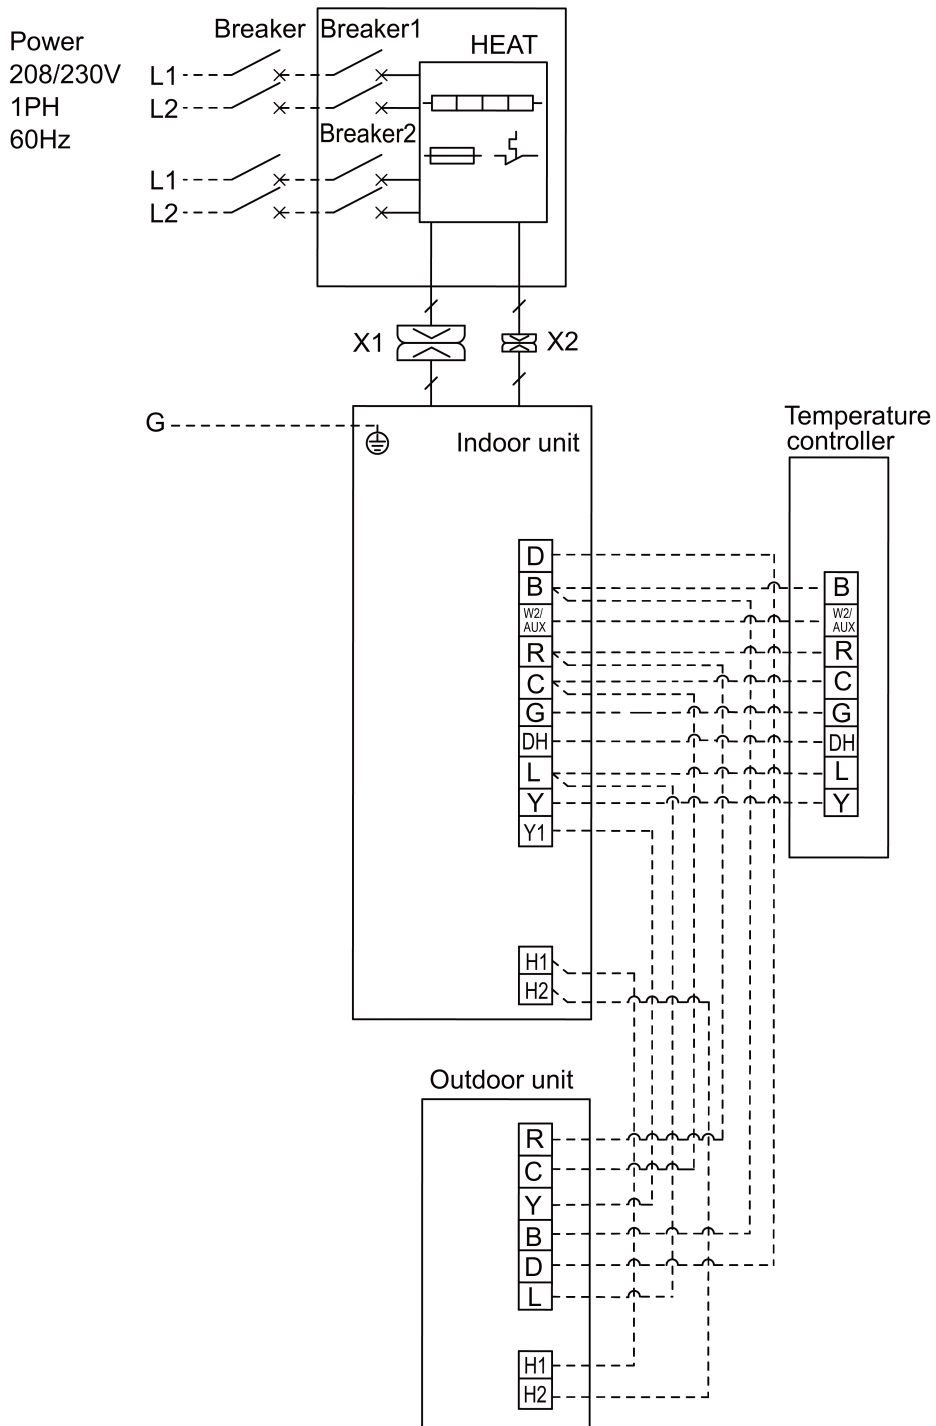 Power
208/230V
1PH
60Hz
Breaker
Breaker1
HEAT
L1
L2
Breaker2
L1
L2
X1
X2
G
Indoor unit
Temperature
controller
D
B
W2/
AUX
R
C
G
DH
L
Y
Y1
H1
H2
B
W2/
AUX
R
C
G
DH
L
Y
Outdoor unit
R
C
Y
B
D
L
H1
H2